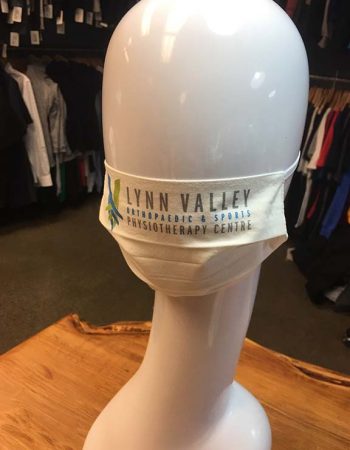 LYNN VALLEY
ORTHOPAEDIC & SPORTS
PHYSIOTHERAPY CENTRE